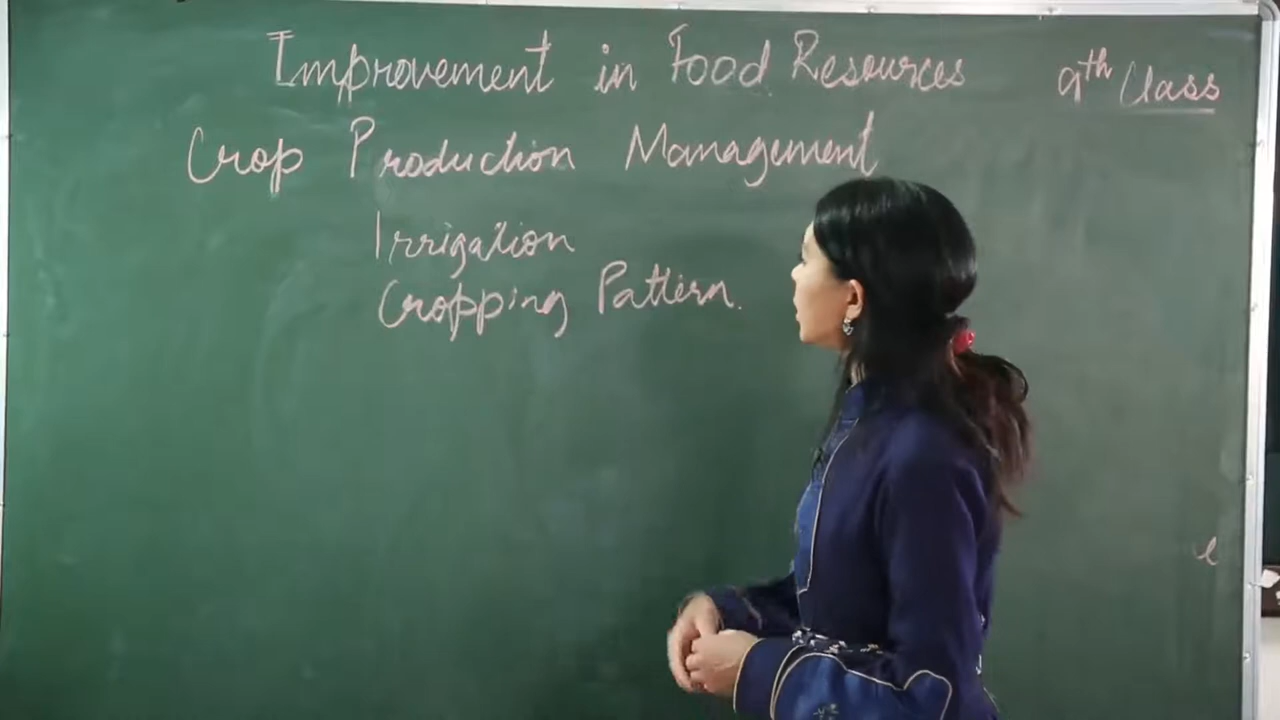 Improvement in Food Resources 9th Class
Crop Production Management
Irrigation
Cropping Pattern.
e